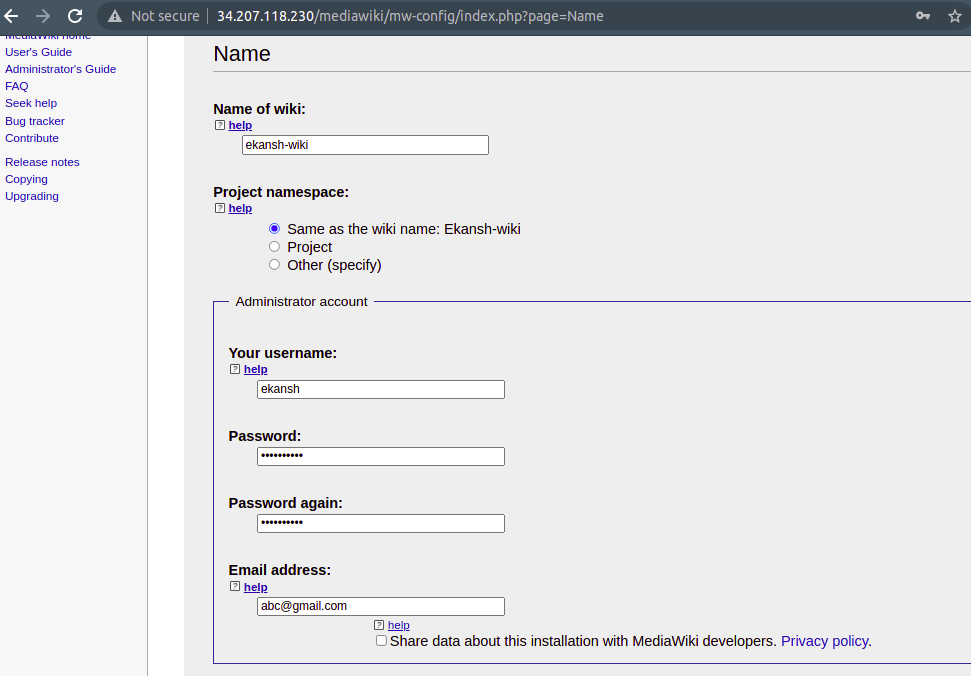 Not secure | 34.207.118.230/mediawiki/mw-config/index.php?page=Name
MediaWiki home
User's Guide
Administrator's Guide
FAQ
Seek help
Bug tracker
Contribute
Release notes
Copying
Upgrading
Name
Name of wiki:
? help
ekansh-wiki
Project namespace:
? help
Same as the wiki name: Ekansh-wiki
Project
Other (specify)
Administrator account
Your username:
? help
ekansh
Password:
••••••••••
Password again:
••••••••••
Email address:
? help
abc@gmail.com
? help
Share data about this installation with MediaWiki developers. Privacy policy.